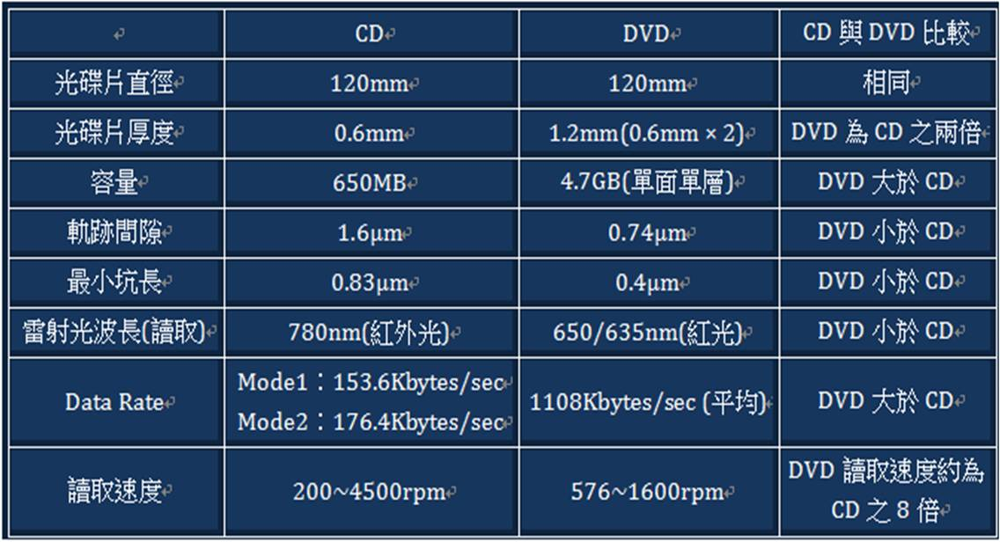 CD DVD CD 與 DVD 比較
光碟片直徑 120mm 120mm 相同
光碟片厚度 0.6mm 1.2mm(0.6mm × 2) DVD 為 CD 之兩倍
容量 650MB 4.7GB(單面單層) DVD 大於 CD
軌跡間隙 1.6μm 0.74μm DVD 小於 CD
最小坑長 0.83μm 0.4μm DVD 小於 CD
雷射光波長(讀取) 780nm(紅外光) 650/635nm(紅光) DVD 小於 CD
Data Rate Mode1：153.6Kbytes/sec 1108Kbytes/sec (平均) DVD 大於 CD
Mode2：176.4Kbytes/sec
讀取速度 200~4500rpm 576~1600rpm DVD 讀取速度約為
CD 之 8 倍